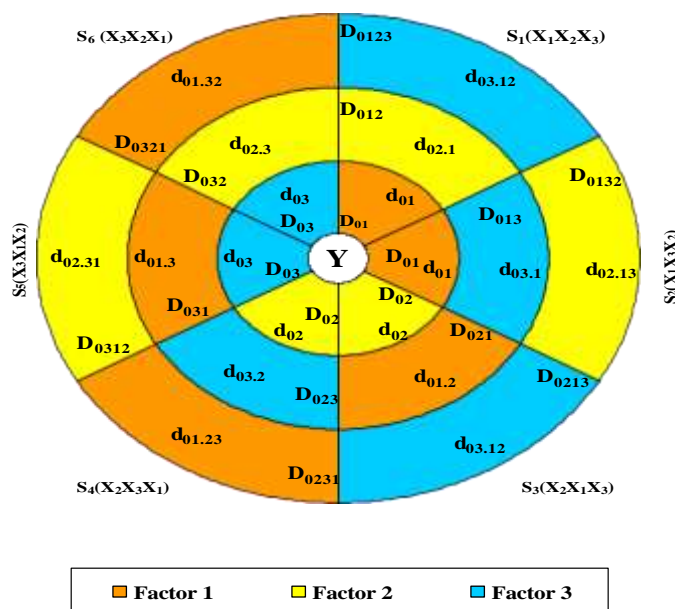 S₆ (X₃X₂X₁)
S₁(X₁X₂X₃)
D₀₁₂₃
d₀₁.₃₂
d₀₃.₁₂
D₀₁₂
D₀₃₂₁
d₀₂.₃
d₀₂.₁
D₀₁₃₂
D₀₃₂
d₀₃
d₀₁
D₀₃
D₀₁
D₀₁₃
S₅(X₃X₁X₂)
d₀₂.₃₁
d₀₁.₃
d₀₃
D₀₃
Y
D₀₁
d₀₁
d₀₃.₁
d₀₂.₁₃
S₂(X₁X₃X₂)
D₀₃₁
D₀₂
D₀₂
d₀₂
d₀₂
D₀₂₁
D₀₃₁₂
d₀₃.₂
D₀₂₃
d₀₁.₂
D₀₂₁₃
d₀₁.₂₃
D₀₂₃₁
d₀₃.₁₂
S₄(X₂X₃X₁)
S₃(X₂X₁X₃)
Factor 1
Factor 2
Factor 3